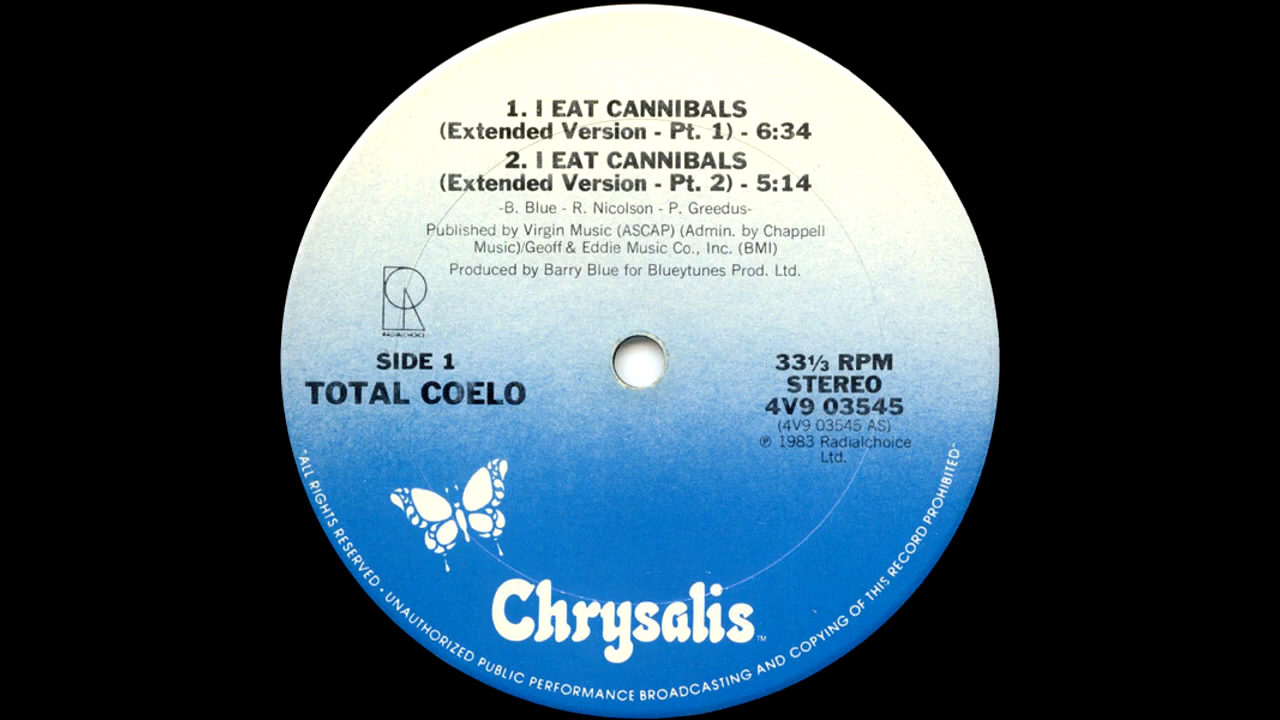 1. I EAT CANNIBALS
(Extended Version - Pt. 1) - 6:34
2. I EAT CANNIBALS
(Extended Version - Pt. 2) - 5:14
-B. Blue - R. Nicolson - P. Greedus-
Published by Virgin Music (ASCAP) (Admin. by Chappell
Music)/Geoff & Eddie Music Co., Inc. (BMI)
Produced by Barry Blue for Blueytunes Prod. Ltd.
RADIALCHOICE
SIDE 1
TOTAL COELO
33⅓ RPM
STEREO
4V9 03545
(4V9 03545 AS)
℗ 1983 Radialchoice
Ltd.
Chrysalis™
-ALL RIGHTS RESERVED - UNAUTHORIZED PUBLIC PERFORMANCE BROADCASTING AND COPYING OF THIS RECORD PROHIBITED-